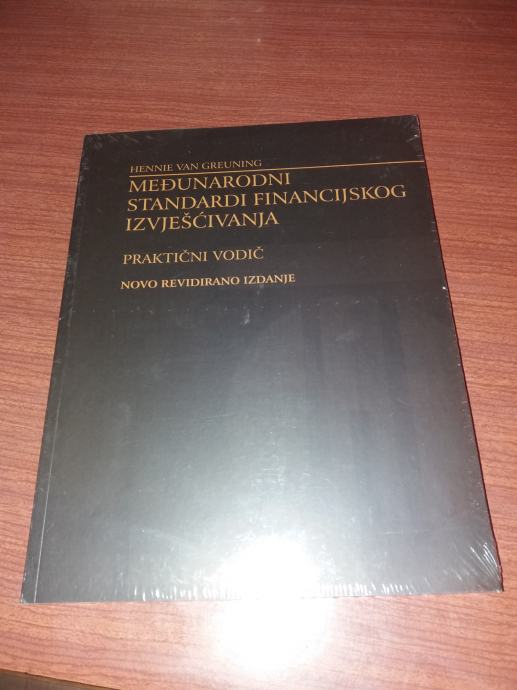 HENNIE VAN GREUNING
MEĐUNARODNI
STANDARDI FINANCIJSKOG
IZVJEŠĆIVANJA
PRAKTIČNI VODIČ
NOVO REVIDIRANO IZDANJE